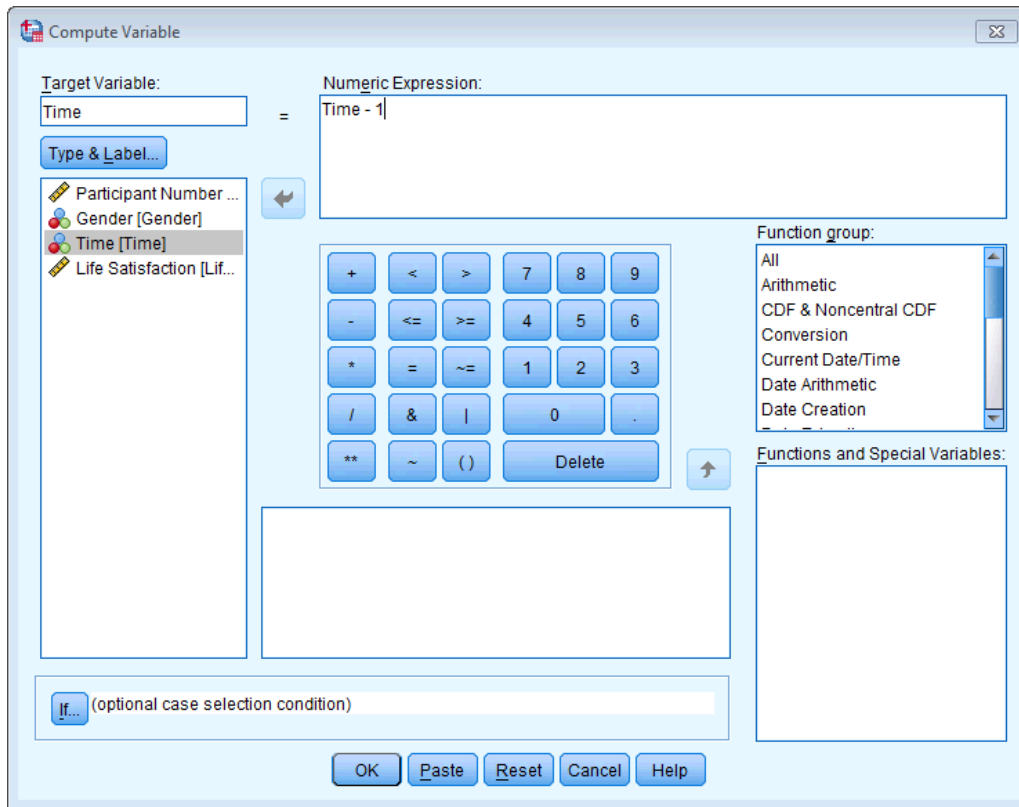 Compute Variable
Target Variable:
Time
=
Numeric Expression:
Time - 1
Type & Label...
Participant Number ...
Gender [Gender]
Time [Time]
Life Satisfaction [Lif...
+ < > 7 8 9
- <= >= 4 5 6
* = ~= 1 2 3
/ & | 0 .
** ~ ( ) Delete
Function group:
All
Arithmetic
CDF & Noncentral CDF
Conversion
Current Date/Time
Date Arithmetic
Date Creation
Functions and Special Variables:
If... (optional case selection condition)
OK Paste Reset Cancel Help